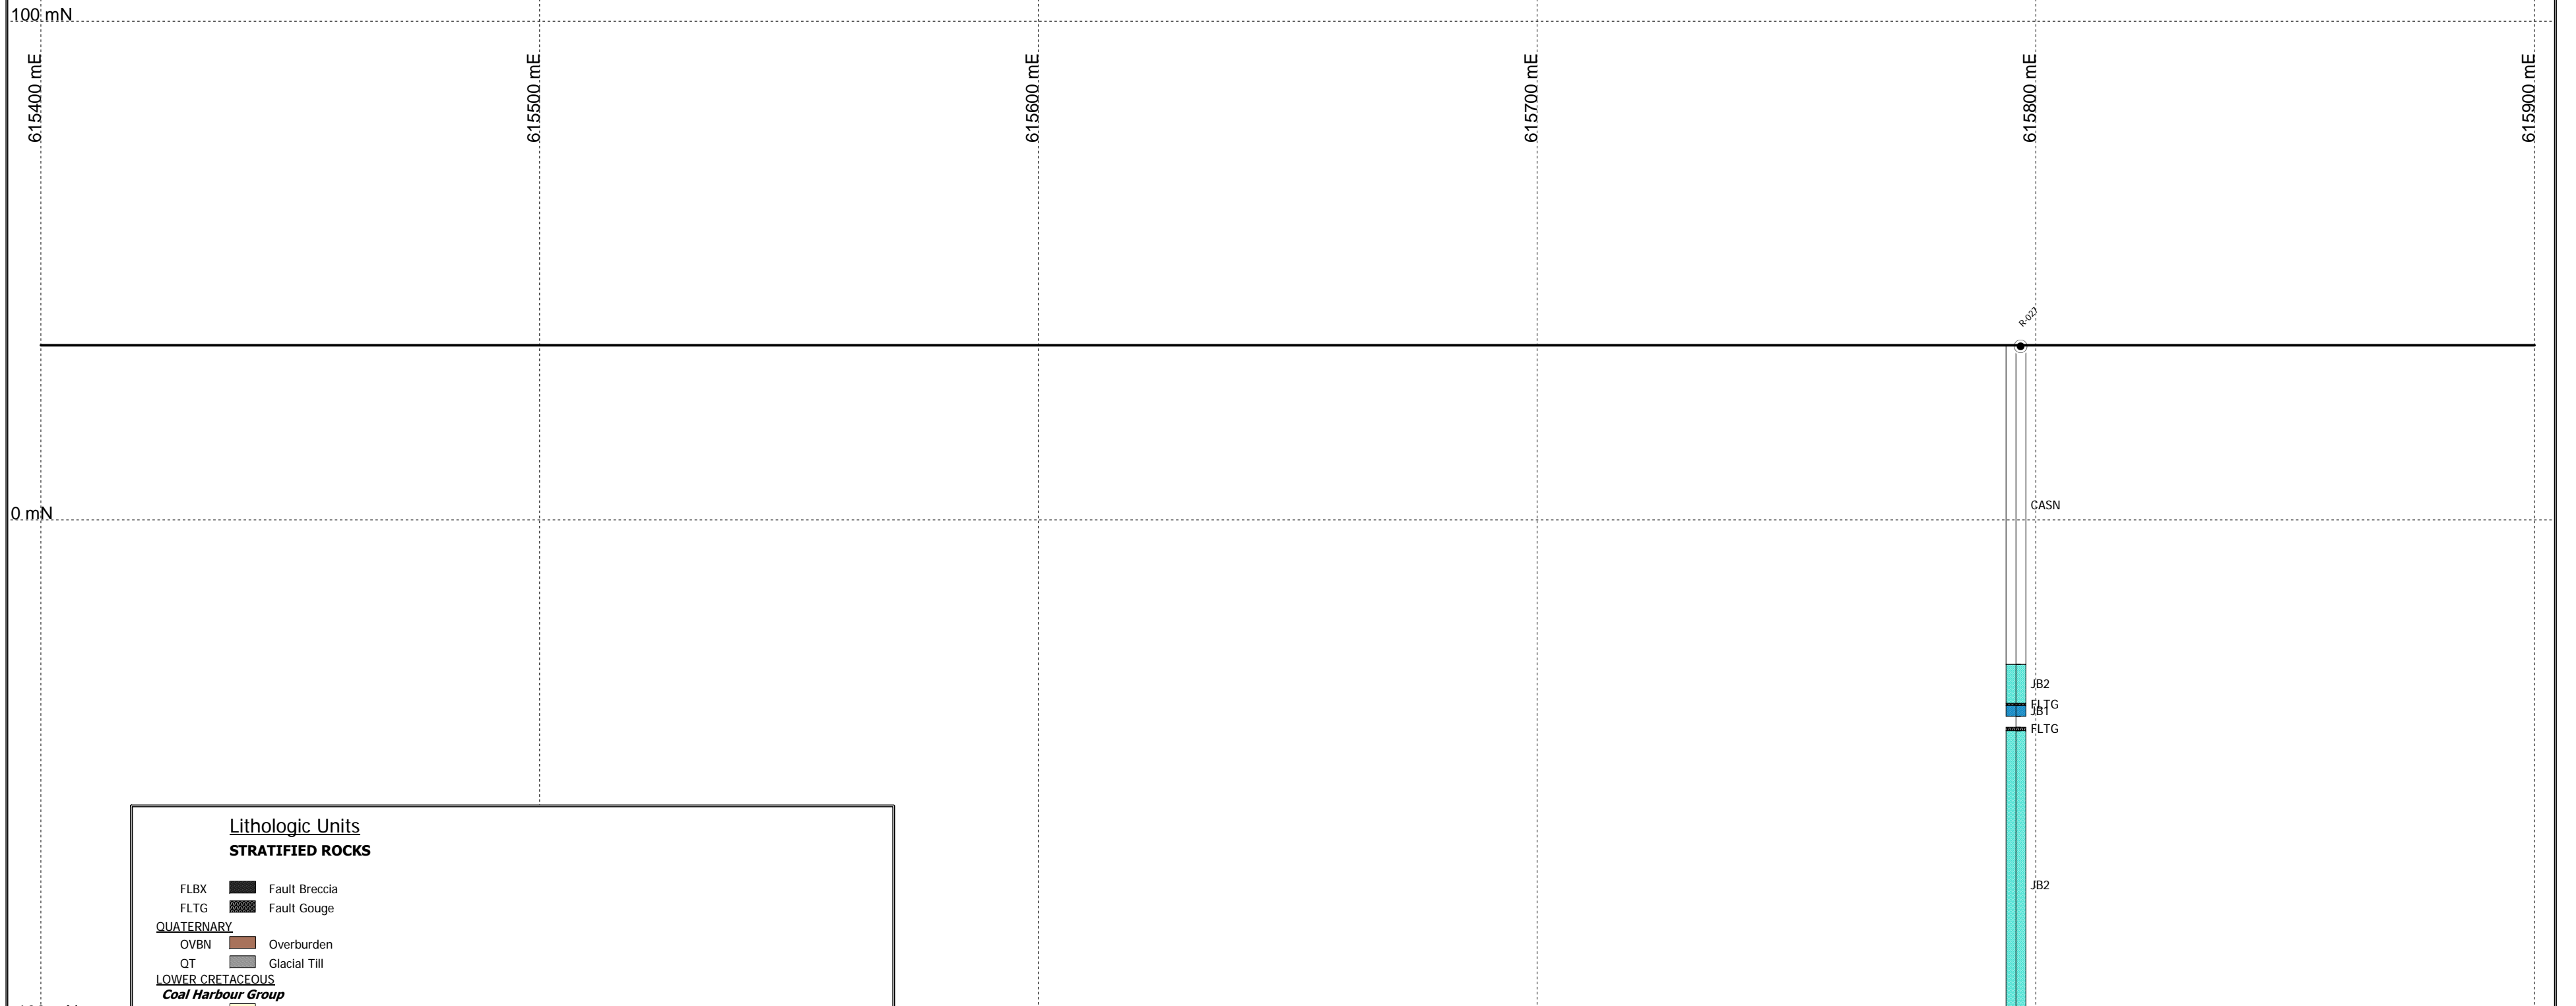 100 mN
615400 mE
615500 mE
615600 mE
615700 mE
615800 mE
615900 mE
R-027
CASN
0 mN
JB2
FLTG
JB1
FLTG
JB2
Lithologic Units
STRATIFIED ROCKS
FLBX Fault Breccia
FLTG Fault Gouge
QUATERNARY
OVBN Overburden
QT Glacial Till
LOWER CRETACEOUS
Coal Harbour Group